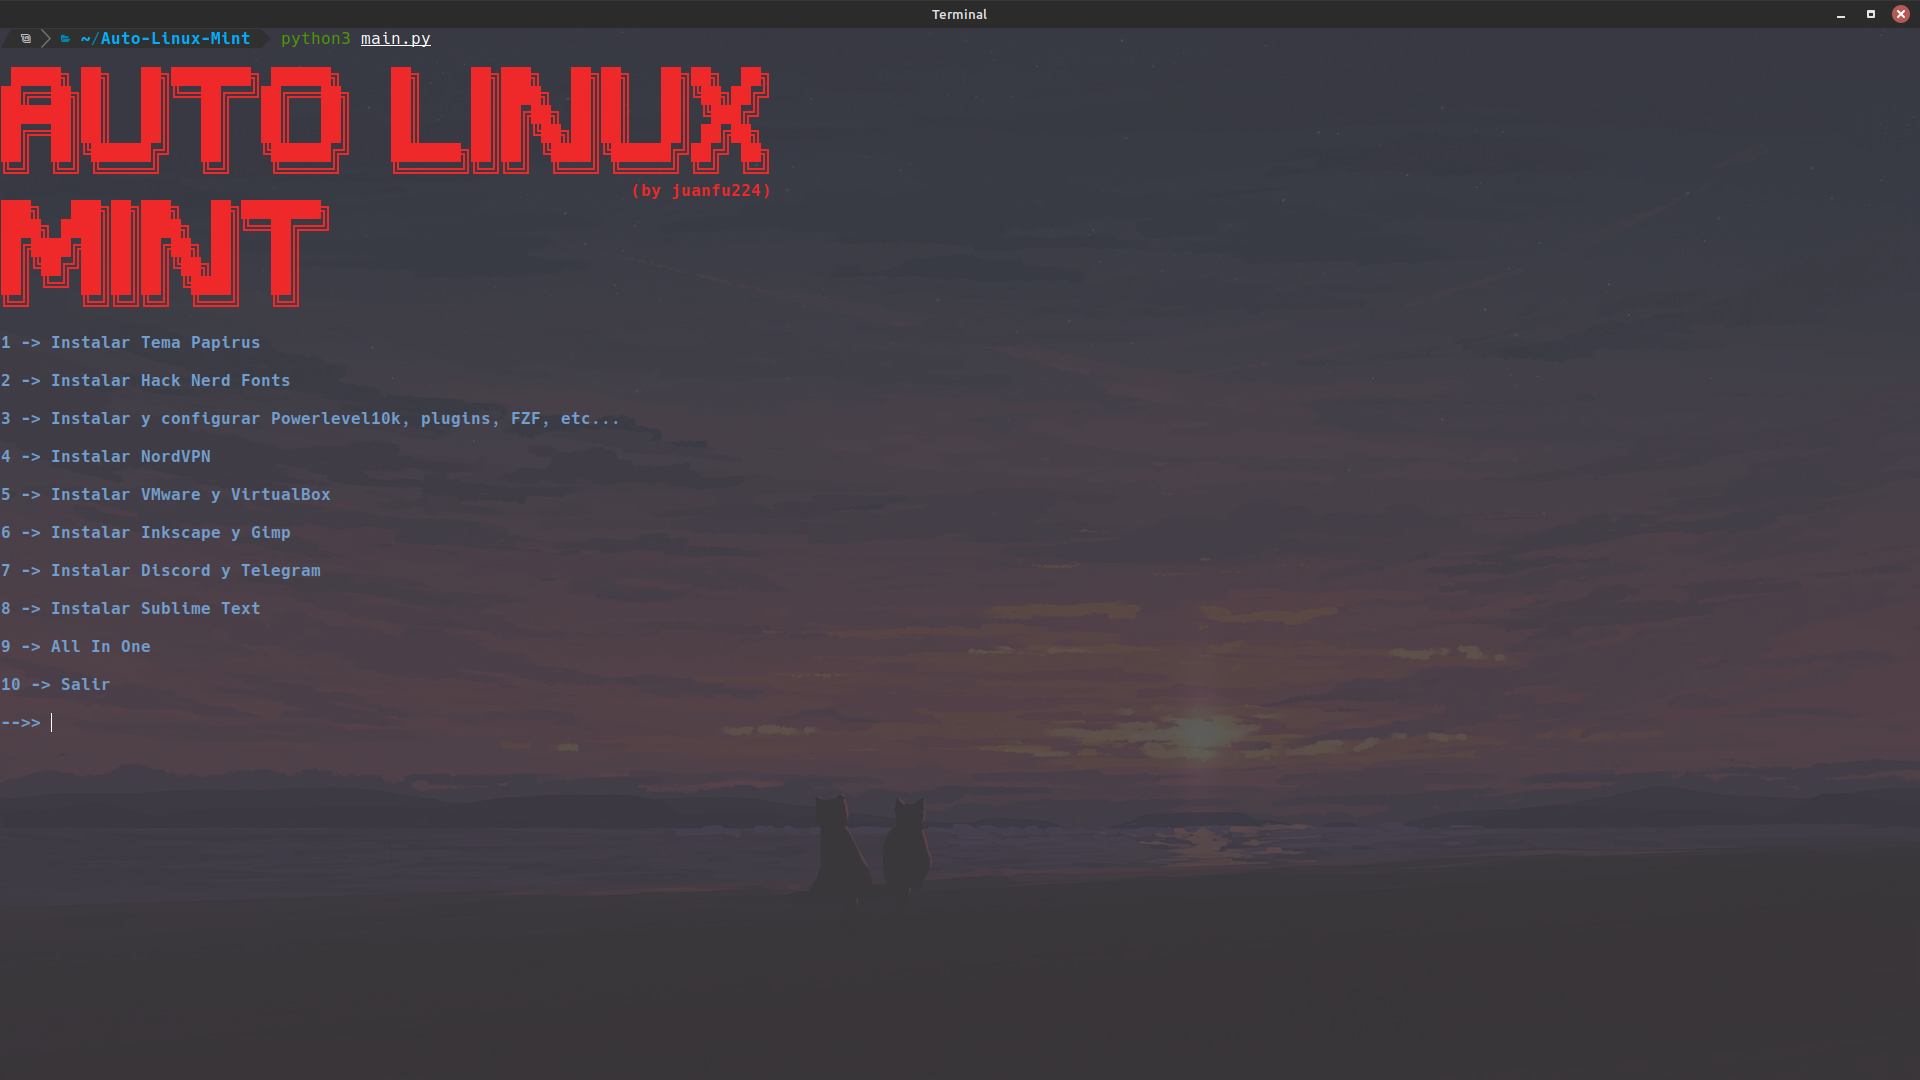 Terminal
~/Auto-Linux-Mint python3 main.py
AUTO LINUX
(by juanfu224)
MINT
1 -> Instalar Tema Papirus
2 -> Instalar Hack Nerd Fonts
3 -> Instalar y configurar Powerlevel10k, plugins, FZF, etc...
4 -> Instalar NordVPN
5 -> Instalar VMware y VirtualBox
6 -> Instalar Inkscape y Gimp
7 -> Instalar Discord y Telegram
8 -> Instalar Sublime Text
9 -> All In One
10 -> Salir
-->>